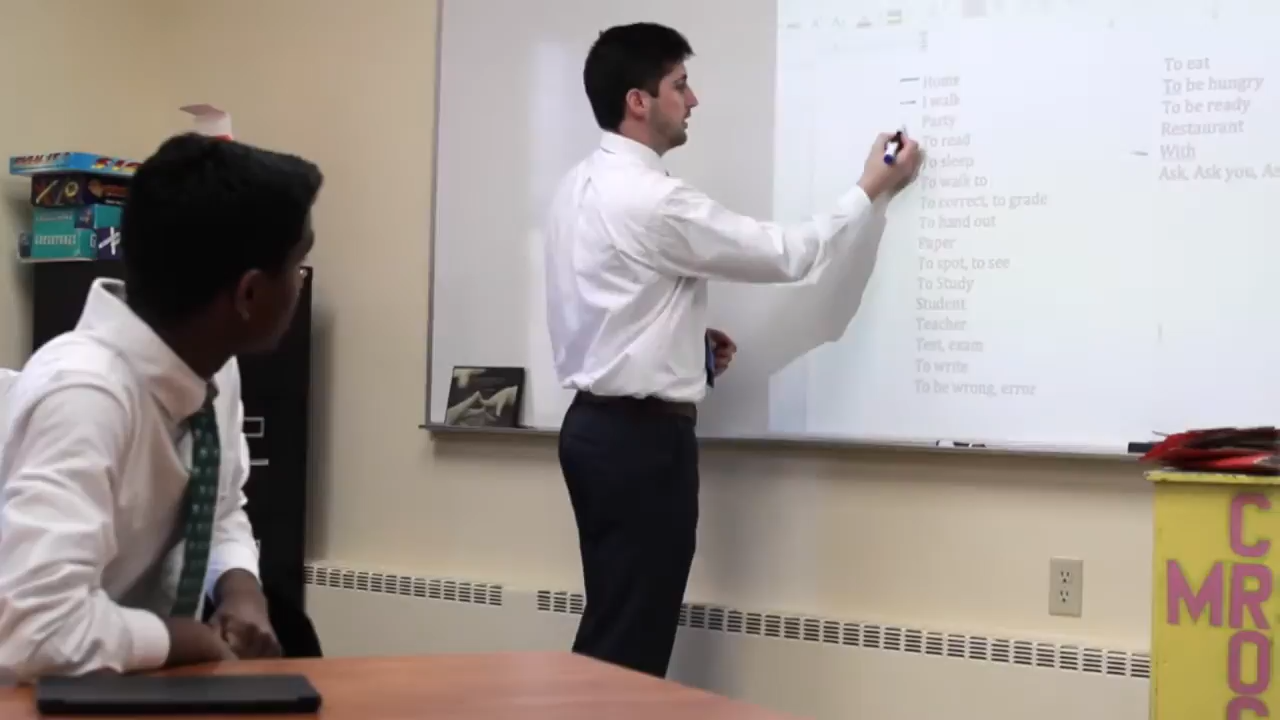 Home
I walk
Party
To read
To sleep
To walk to
To correct, to grade
To hand out
Paper
To spot, to see
To Study
Student
Teacher
Test, exam
To write
To be wrong, error
To eat
To be hungry
To be ready
Restaurant
With
Ask, Ask you,
MR
CROC